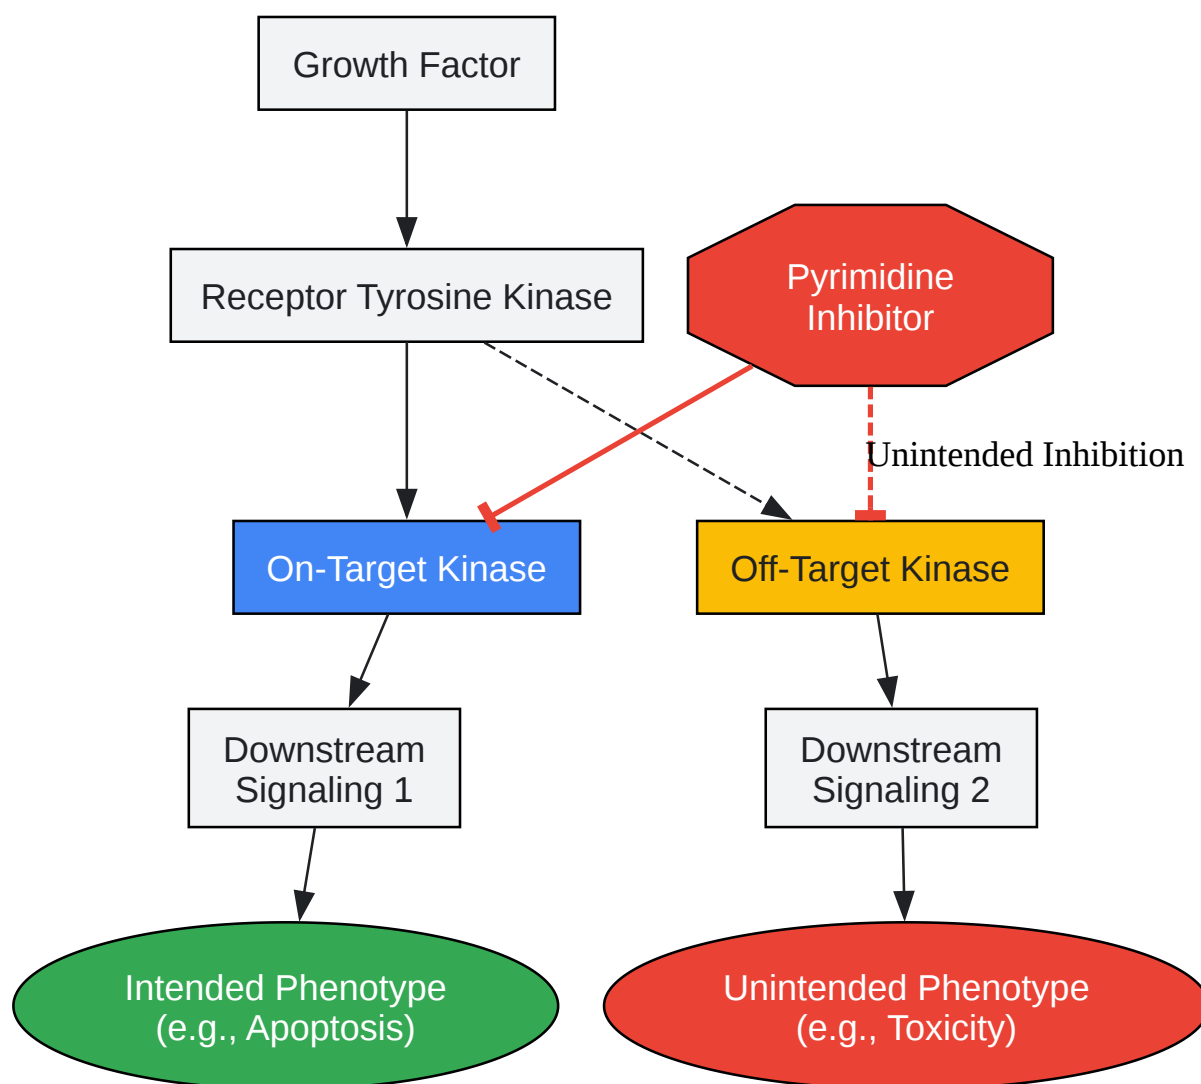 Growth Factor
Pyrimidine
Inhibitor
Receptor Tyrosine Kinase
Unintended Inhibition
On-Target Kinase
Off-Target Kinase
Downstream
Signaling 1
Downstream
Signaling 2
Intended Phenotype
(e.g., Apoptosis)
Unintended Phenotype
(e.g., Toxicity)